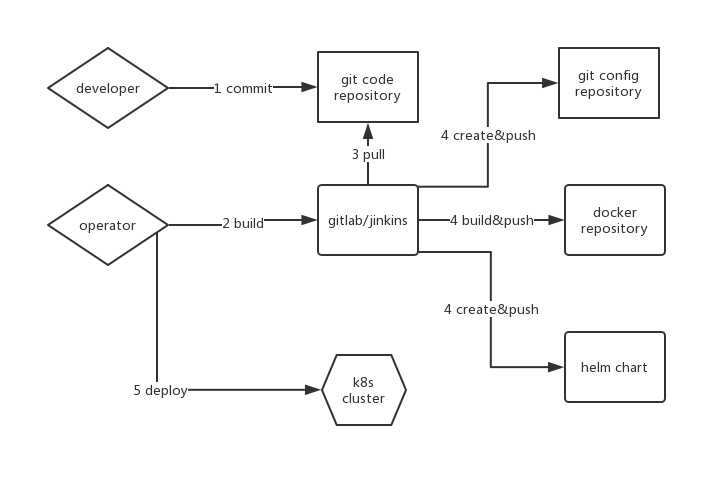 developer
1 commit
git code
repository
git config
repository
3 pull
4 create&push
operator
2 build
gitlab/jinkins
4 build&push
docker
repository
4 create&push
helm chart
5 deploy
k8s
cluster